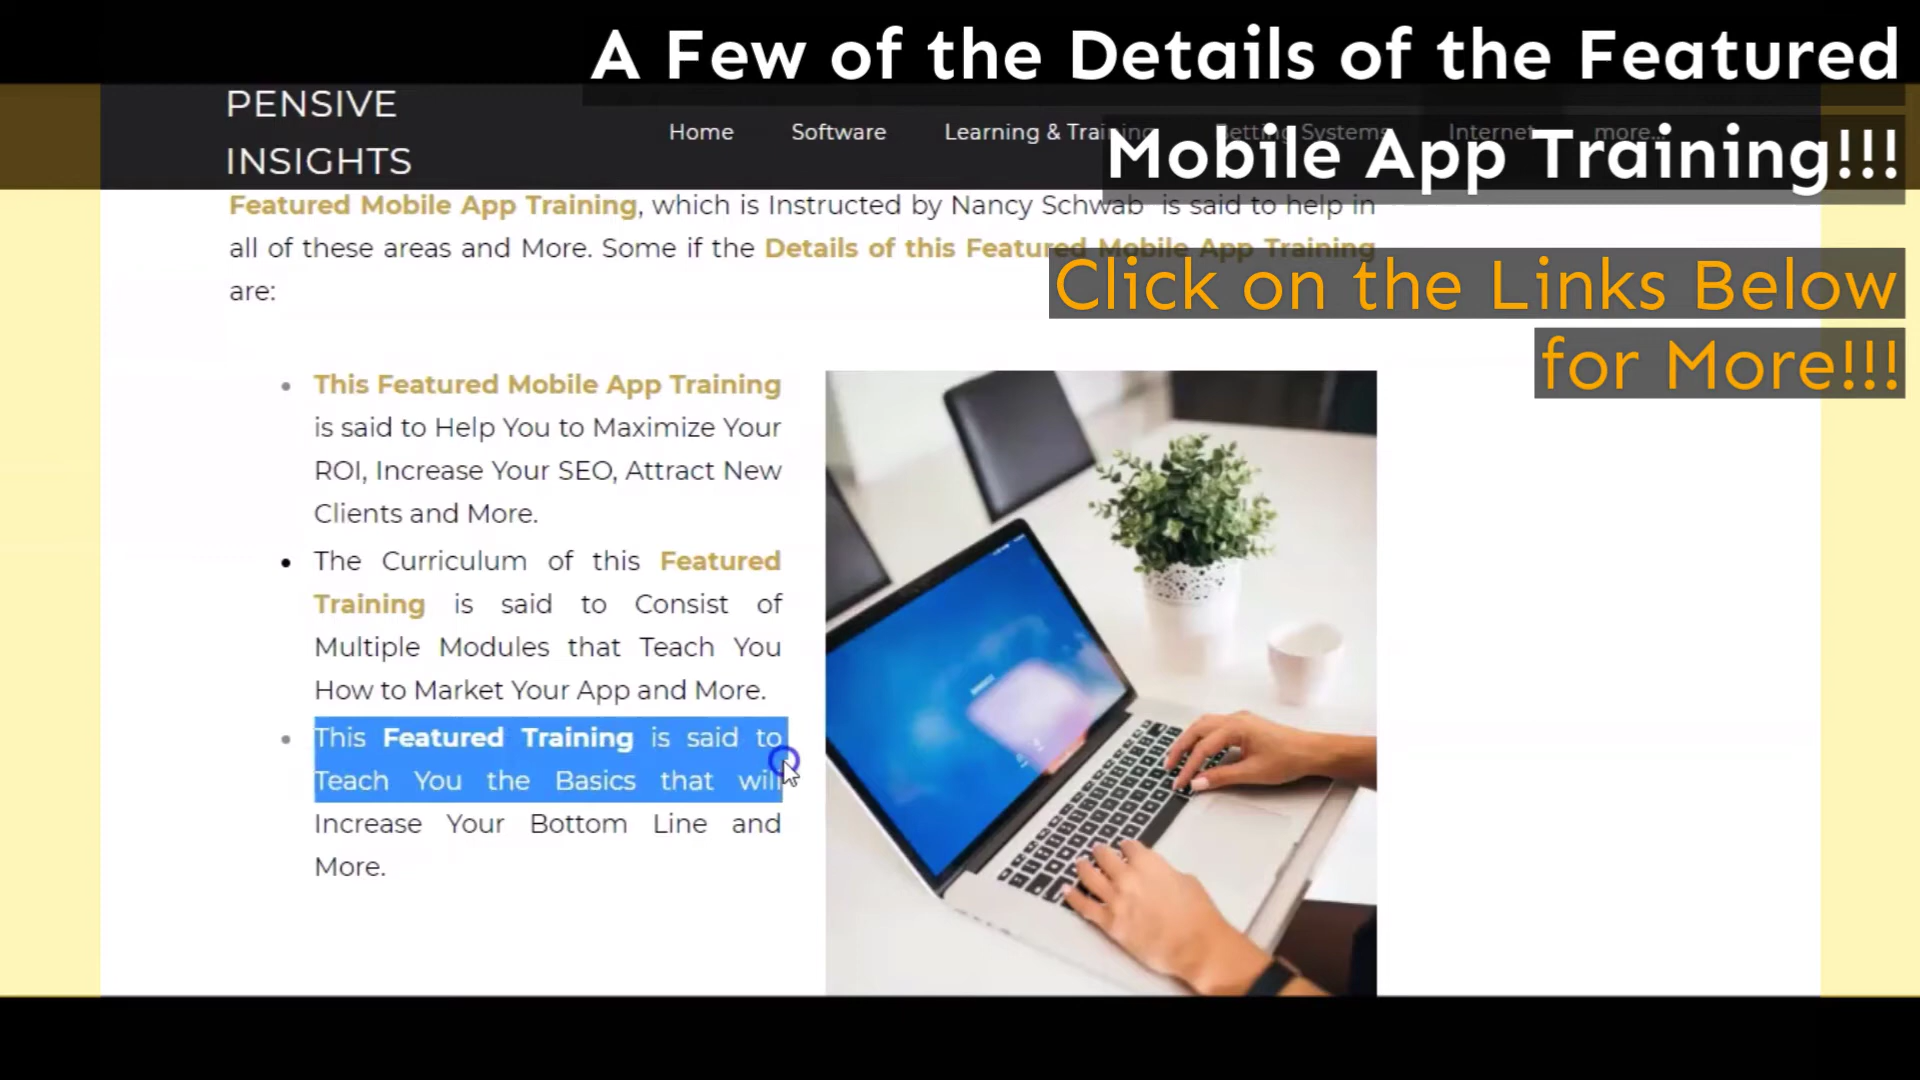 A Few of the Details of the Featured
Mobile App Training!!!
Click on the Links Below
for More!!!
PENSIVE
INSIGHTS
Home Software Learning & Training Betting Systems Internet more...
Featured Mobile App Training, which is Instructed by Nancy Schwab is said to help in
all of these areas and More. Some if the Details of this Featured Mobile App Training
are:
This Featured Mobile App Training
is said to Help You to Maximize Your
ROI, Increase Your SEO, Attract New
Clients and More.
The Curriculum of this Featured
Training is said to Consist of
Multiple Modules that Teach You
How to Market Your App and More.
This Featured Training is said to
Teach You the Basics that will
Increase Your Bottom Line and
More.